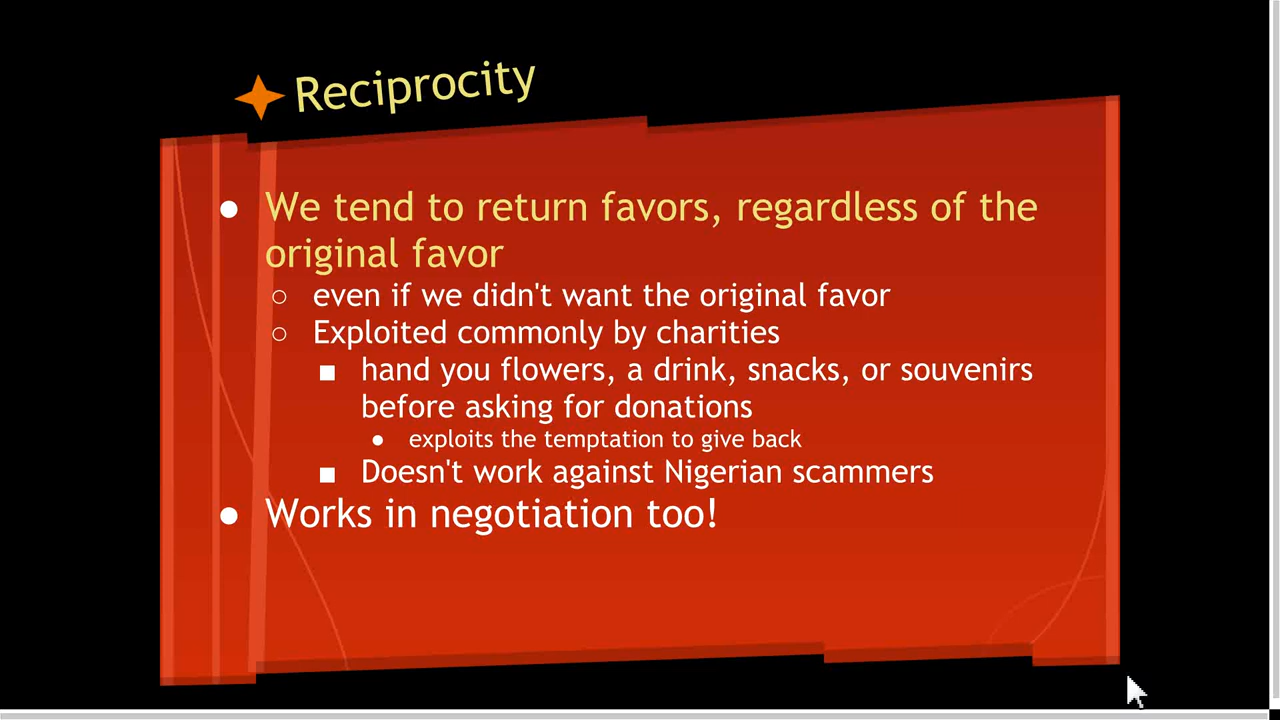 Reciprocity
● We tend to return favors, regardless of the
original favor
○ even if we didn't want the original favor
○ Exploited commonly by charities
■ hand you flowers, a drink, snacks, or souvenirs
before asking for donations
● exploits the temptation to give back
■ Doesn't work against Nigerian scammers
● Works in negotiation too!